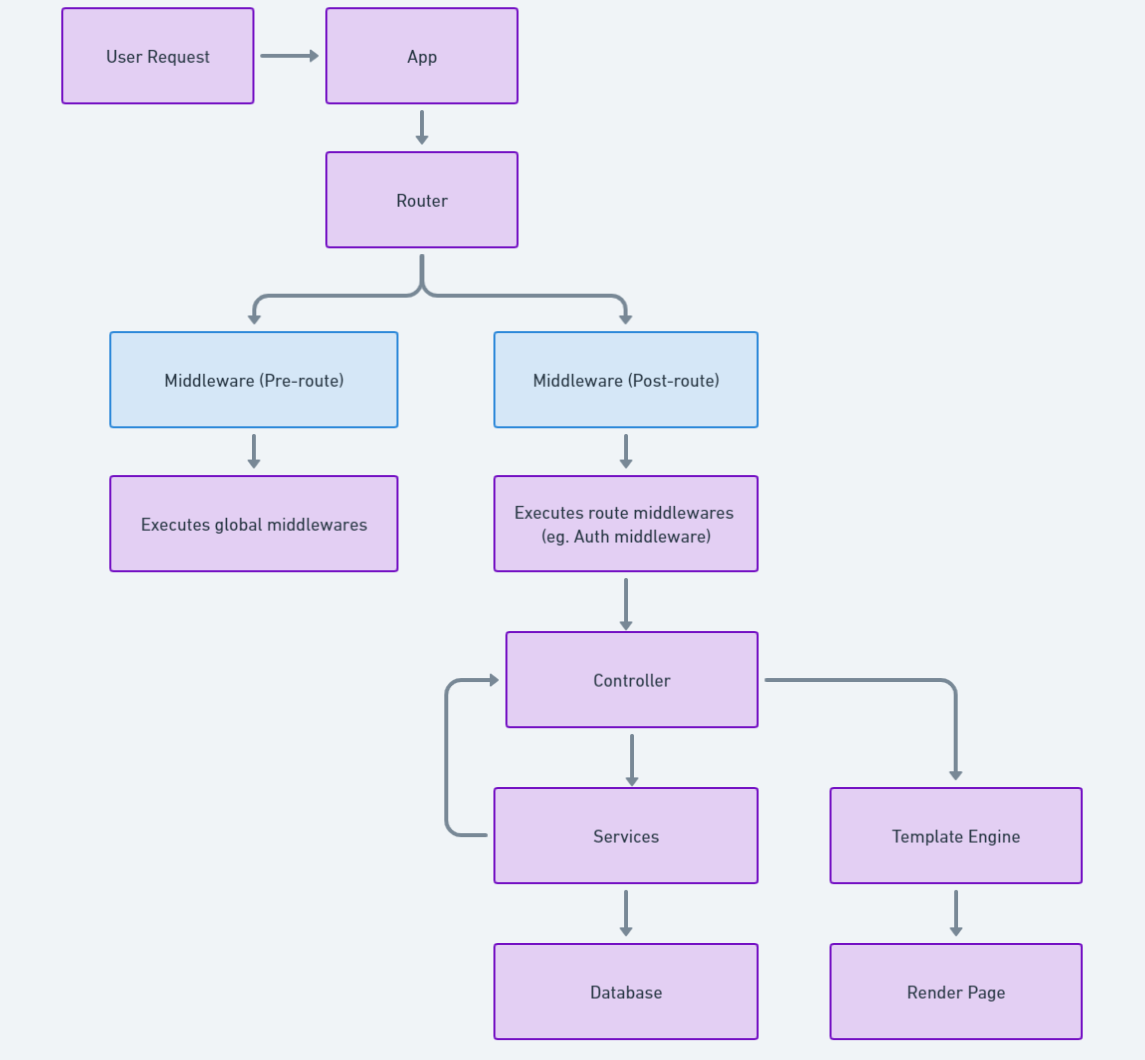 User Request
App
Router
Middleware (Pre-route)
Middleware (Post-route)
Executes global middlewares
Executes route middlewares
(eg. Auth middleware)
Controller
Services
Template Engine
Database
Render Page